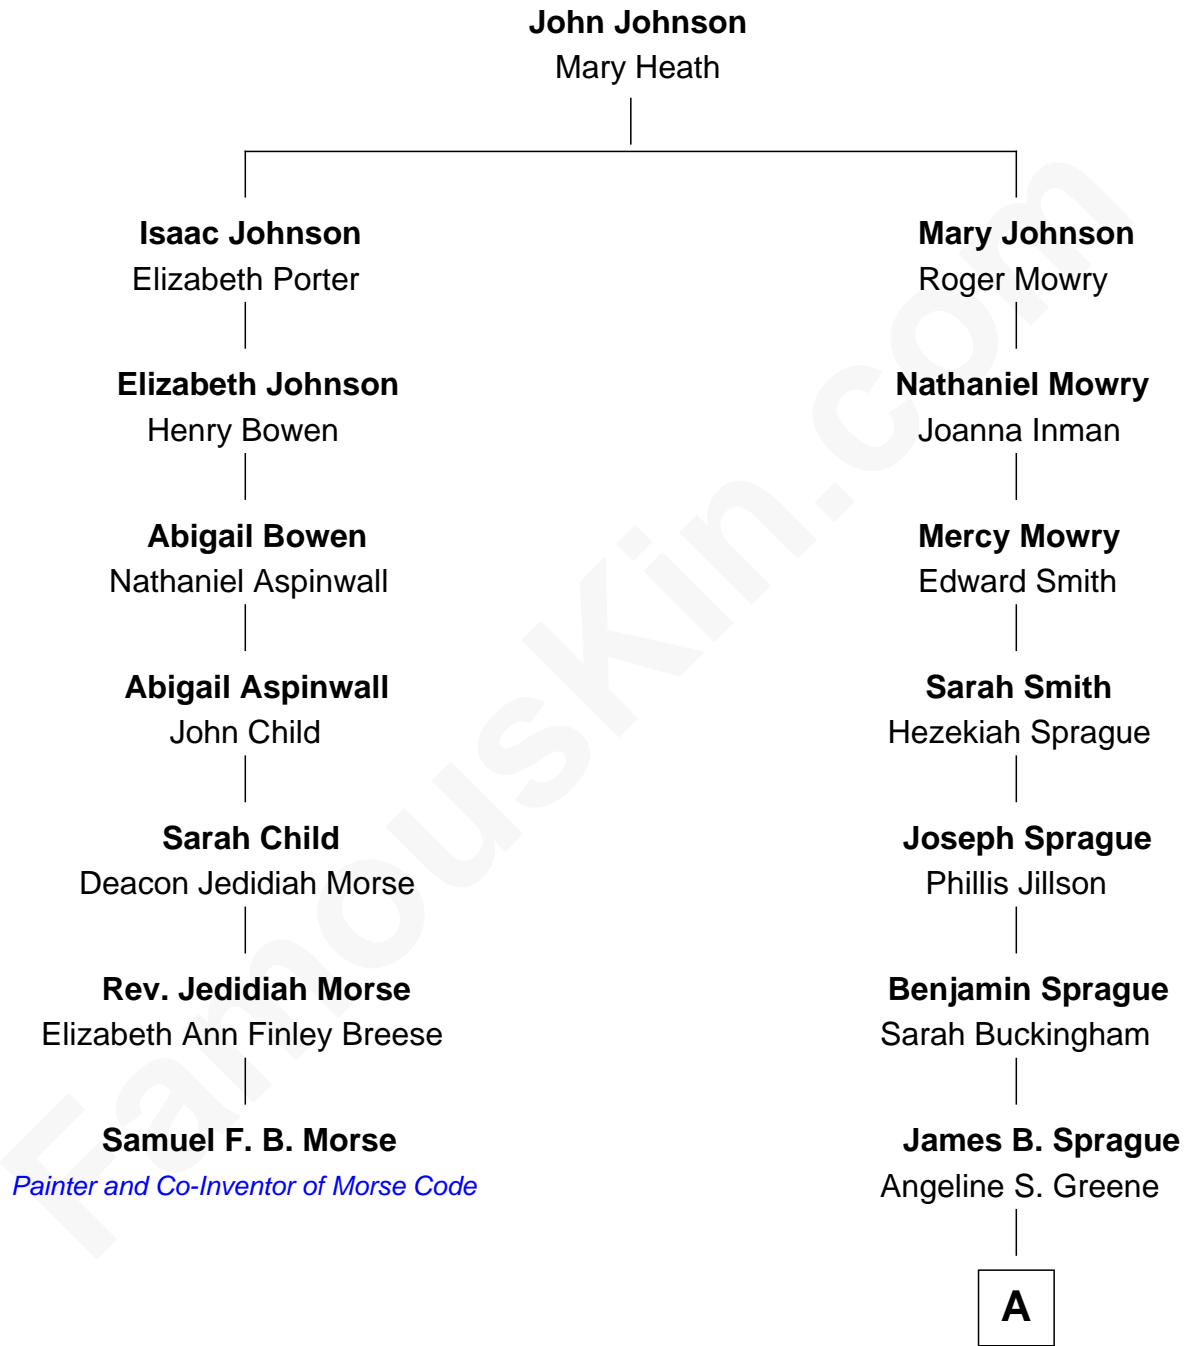 John Johnson
Mary Heath
Isaac Johnson
Elizabeth Porter
Mary Johnson
Roger Mowry
Elizabeth Johnson
Henry Bowen
Nathaniel Mowry
Joanna Inman
Abigail Bowen
Nathaniel Aspinwall
Mercy Mowry
Edward Smith
Abigail Aspinwall
John Child
Sarah Smith
Hezekiah Sprague
Sarah Child
Deacon Jedidiah Morse
Joseph Sprague
Phillis Jillson
Rev. Jedidiah Morse
Elizabeth Ann Finley Breese
Benjamin Sprague
Sarah Buckingham
Samuel F. B. Morse
Painter and Co-Inventor of Morse Code
James B. Sprague
Angeline S. Greene
A
FamousKin.com